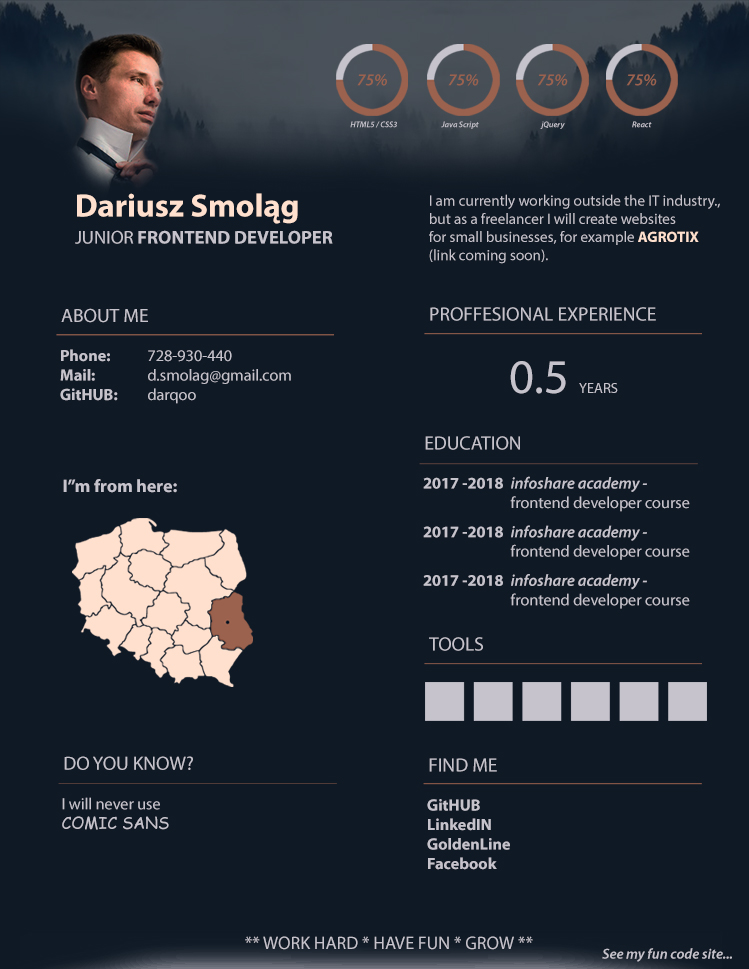 75% 75% 75% 75%
HTML5 / CSS3 Java Script jQuery React
Dariusz Smoląg
JUNIOR FRONTEND DEVELOPER
I am currently working outside the IT industry.,
but as a freelancer I will create websites
for small businesses, for example AGROTIX
(link coming soon).
ABOUT ME
Phone: 728-930-440
Mail: d.smolag@gmail.com
GitHUB: darqoo
I"m from here:
DO YOU KNOW?
I will never use
COMIC SANS
PROFFESIONAL EXPERIENCE
0.5 YEARS
EDUCATION
2017 -2018 infoshare academy -
frontend developer course
2017 -2018 infoshare academy -
frontend developer course
2017 -2018 infoshare academy -
frontend developer course
TOOLS
FIND ME
GitHUB
LinkedIN
GoldenLine
Facebook
** WORK HARD * HAVE FUN * GROW **
See my fun code site...